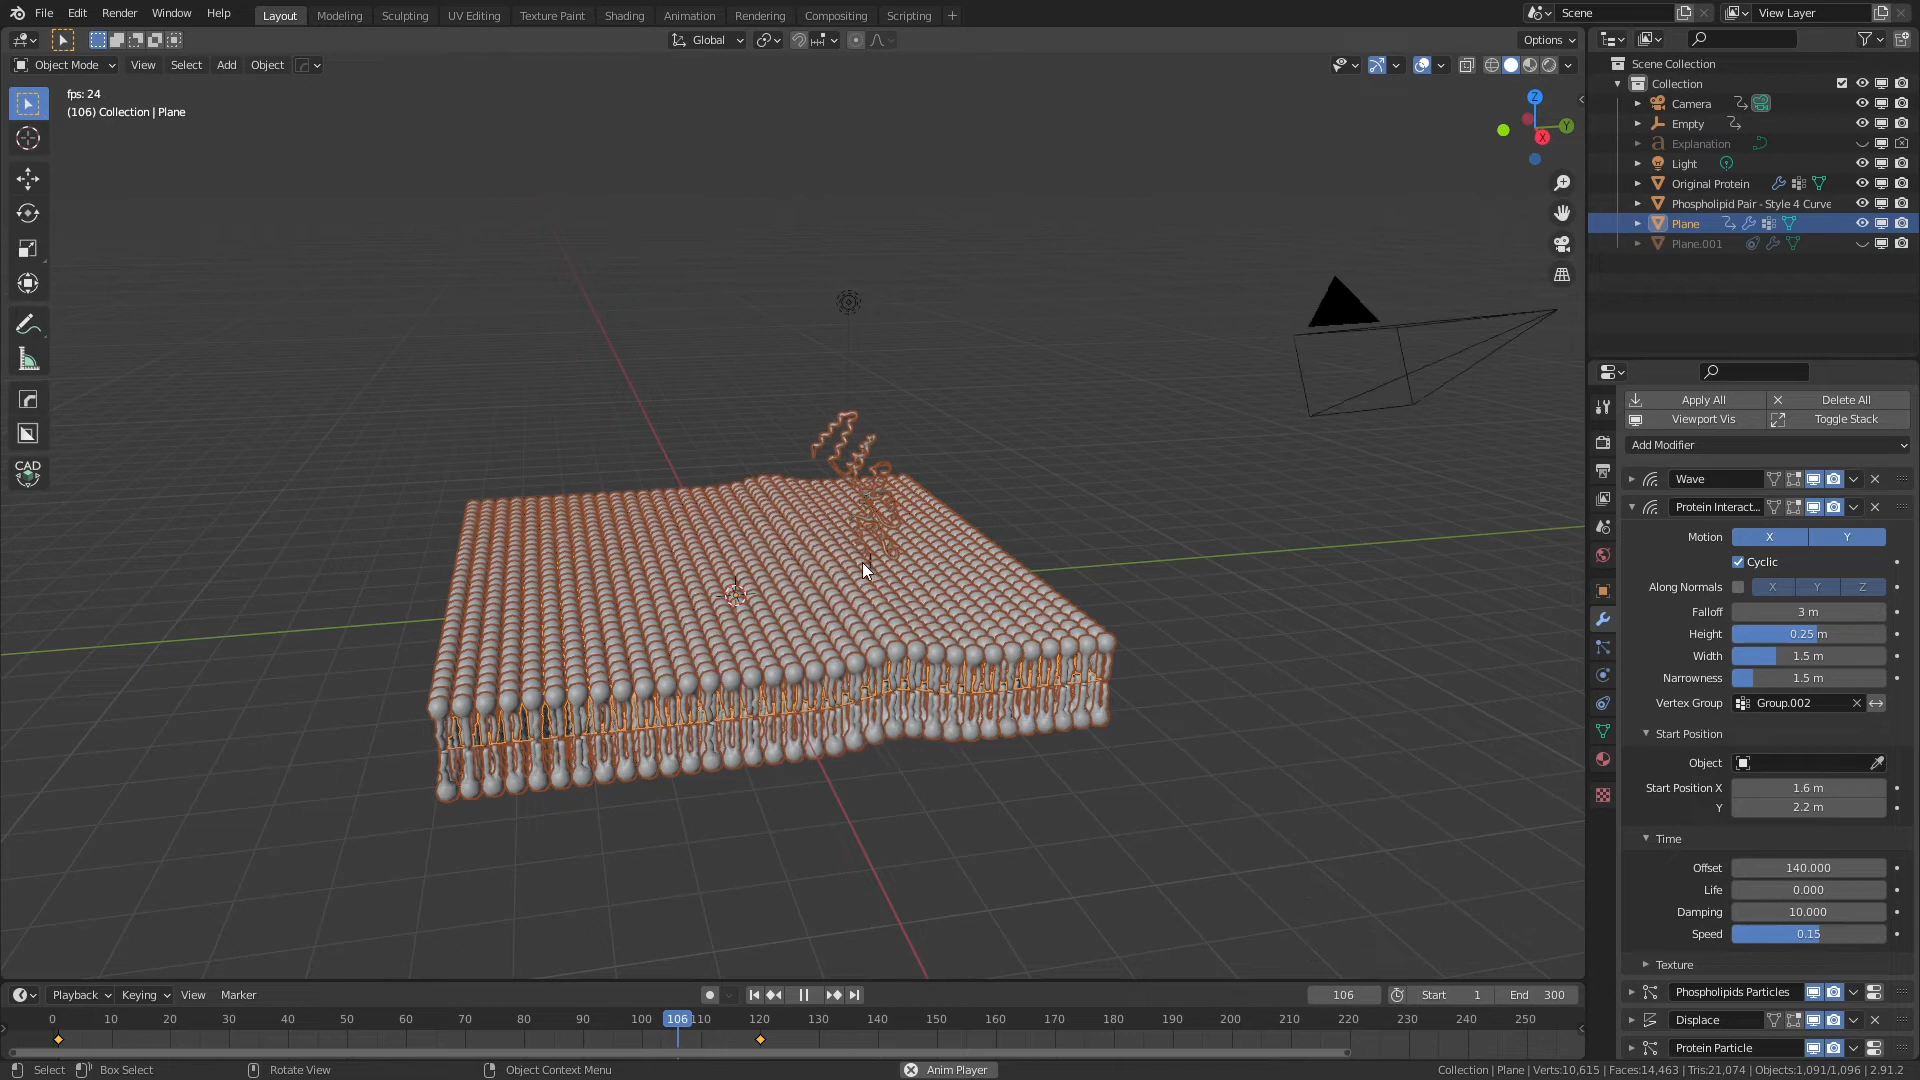 File Edit Render Window Help
Layout Modeling Sculpting UV Editing Texture Paint Shading Animation Rendering Compositing Scripting +
Scene
View Layer
Global
Options
Object Mode View Select Add Object
fps: 24
(106) Collection | Plane
Z
Y
X
CAD
Scene Collection
Collection
Camera
Empty
Explanation
Light
Original Protein
Phospholipid Pair - Style 4 Curve
Plane
Plane.001
Apply All
Delete All
Viewport Vis
Toggle Stack
Add Modifier
Wave
Protein Interact...
Motion X Y
Cyclic
Along Normals X Y Z
Falloff 3 m
Height 0.25 m
Width 1.5 m
Narrowness 1.5 m
Vertex Group Group.002
Start Position
Object
Start Position X 1.6 m
Y 2.2 m
Time
Offset 140.000
Life 0.000
Damping 10.000
Speed 0.15
Texture
Phospholipids Particles
Displace
Protein Particle
Playback Keying View Marker
106 Start 1 End 300
0 10 20 30 40 50 60 70 80 90 100 106 110 120 130 140 150 160 170 180 190 200 210 220 230 240 250
Select Box Select Rotate View Object Context Menu Anim Player
Collection | Plane | Verts:10,615 | Faces:14,463 | Tris:21,074 | Objects:1,091/1,096 | 2.91.2